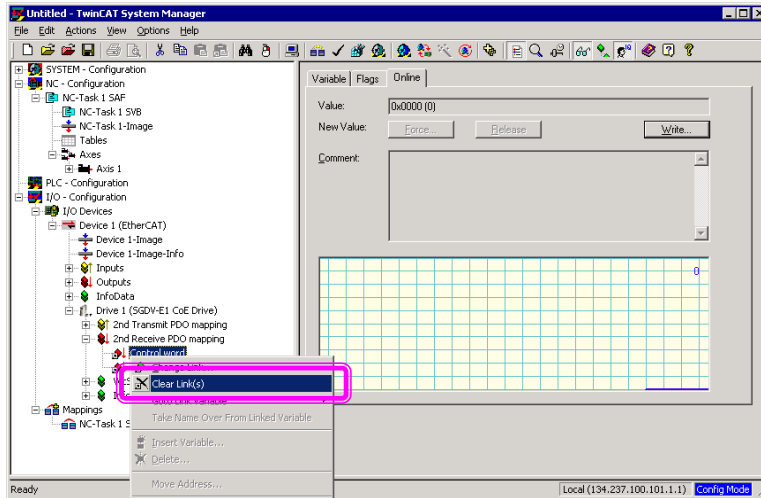 Untitled - TwinCAT System Manager
File Edit Actions View Options Help
SYSTEM - Configuration
NC - Configuration
NC-Task 1 SAF
NC-Task 1 SVB
NC-Task 1-Image
Tables
Axes
Axis 1
PLC - Configuration
I/O - Configuration
I/O Devices
Device 1 (EtherCAT)
Device 1-Image
Device 1-Image-Info
Inputs
Outputs
InfoData
Drive 1 (SGDV-E1 CoE Drive)
2nd Transmit PDO mapping
2nd Receive PDO mapping
Control word
Mappings
NC-Task 1 S
Change Link...
Clear Link(s)
Take Name Over From Linked Variable
Insert Variable...
Delete...
Move Address...
Variable Flags Online
Value: 0x0000 (0)
New Value: Force... Release Write...
Comment:
0
Ready Local (134.237.100.101.1.1) Config Mode